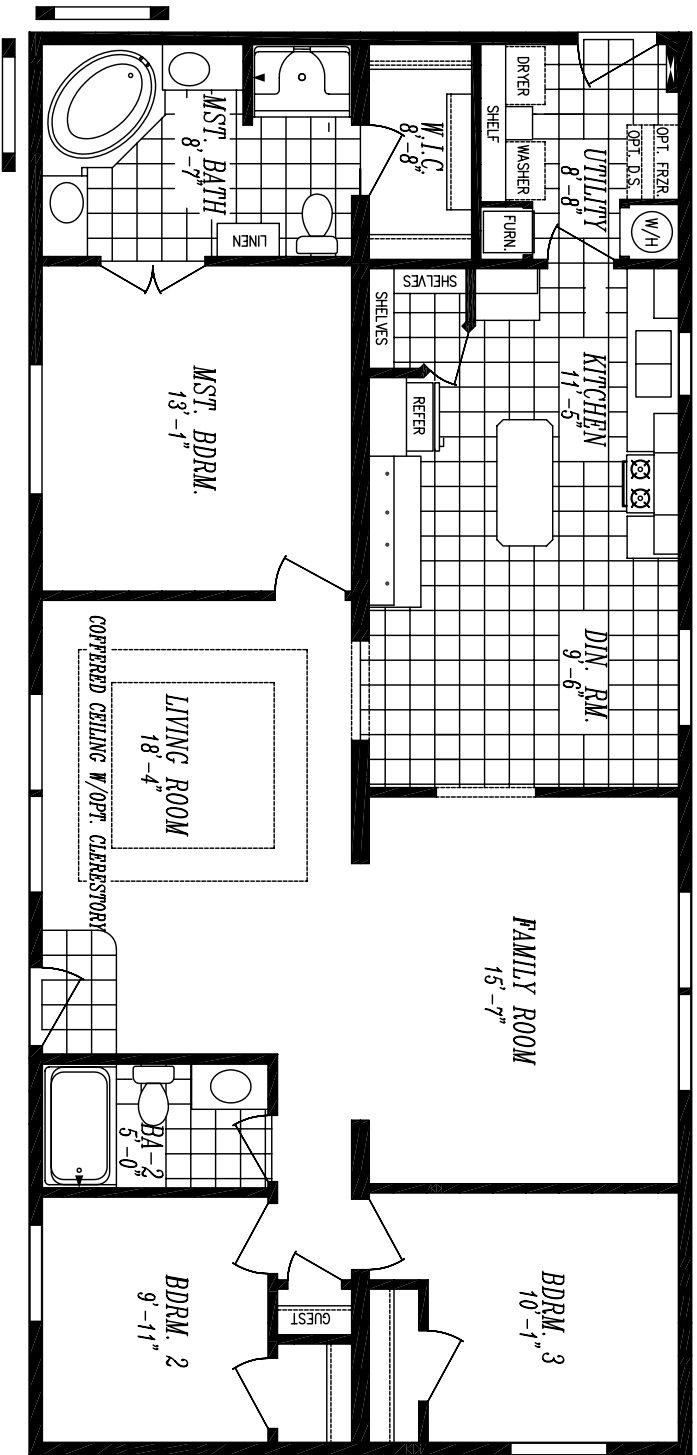 MST. BATH
8'-7"
LINEN
W.I.C.
8'-8"
DRYER
SHELF
WASHER
UTILITY
8'-8"
OPT. D.S.
OPT. FRZR.
FURN.
W/H
SHELVES
SHELVES
MST. BDRM.
13'-1"
REFER
KITCHEN
11'-5"
DIN. RM.
9'-6"
COFFERED CEILING W/OPT. CLERESTORY
LIVING ROOM
18'-4"
FAMILY ROOM
15'-7"
BA-2
5'-0"
BDRM. 2
9'-11"
GUEST
BDRM. 3
10'-1"